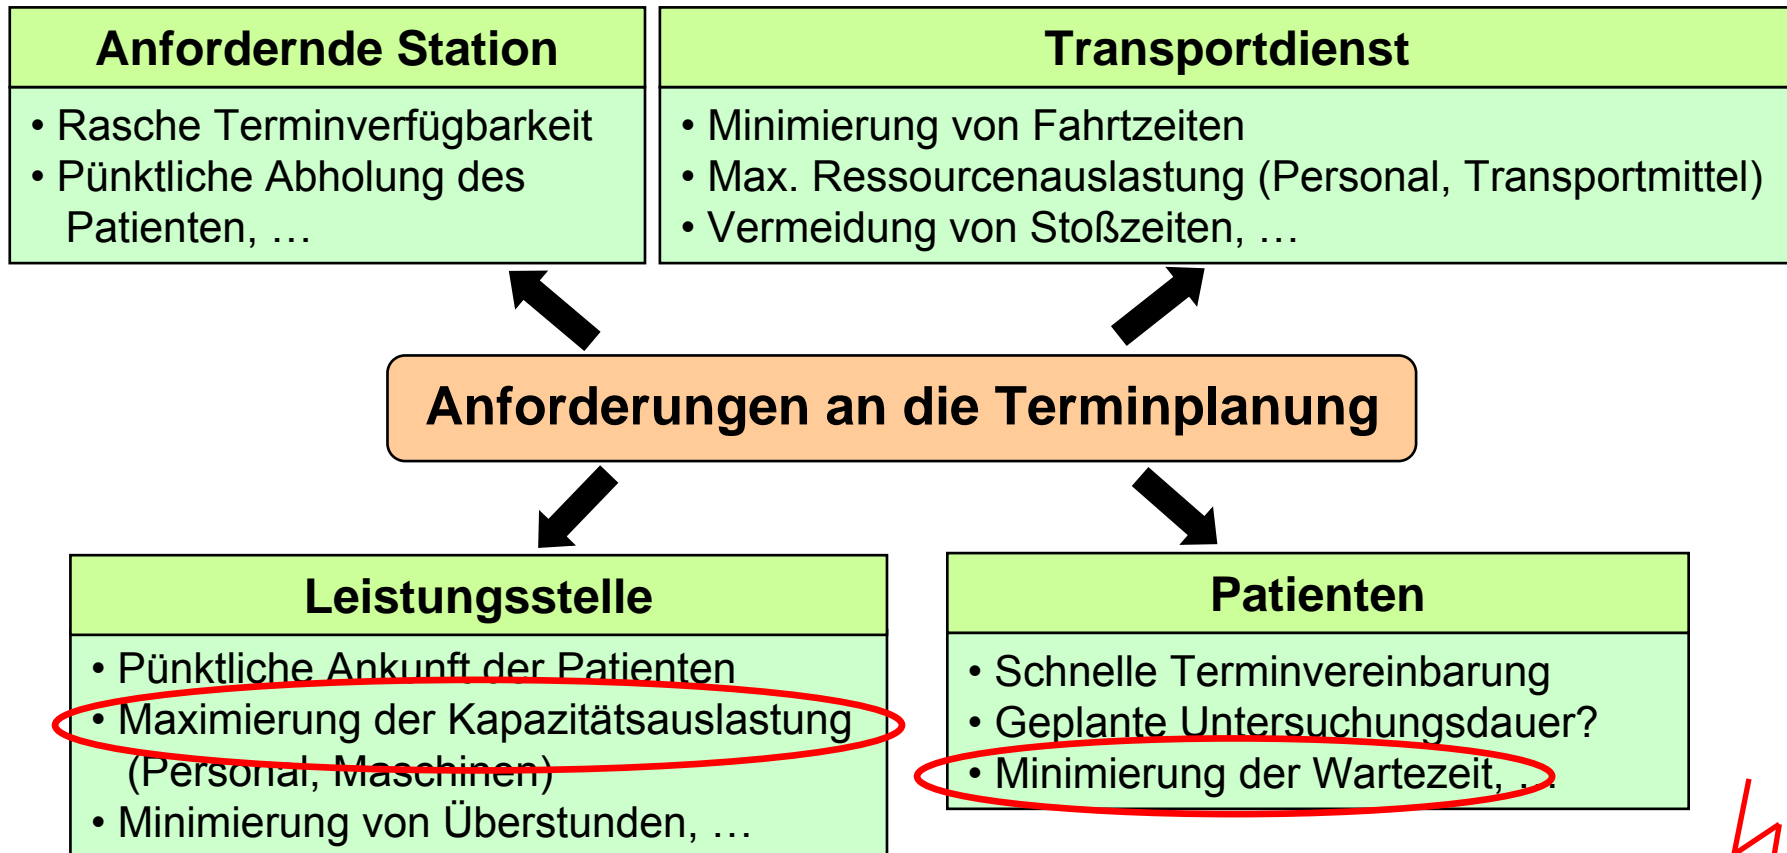 Anfordernde Station
• Rasche Terminverfügbarkeit
• Pünktliche Abholung des
Patienten, …
Transportdienst
• Minimierung von Fahrtzeiten
• Max. Ressourcenauslastung (Personal, Transportmittel)
• Vermeidung von Stoßzeiten, …
Anforderungen an die Terminplanung
Leistungsstelle
• Pünktliche Ankunft der Patienten
• Maximierung der Kapazitätsauslastung
(Personal, Maschinen)
• Minimierung von Überstunden, …
Patienten
• Schnelle Terminvereinbarung
• Geplante Untersuchungsdauer?
• Minimierung der Wartezeit, …